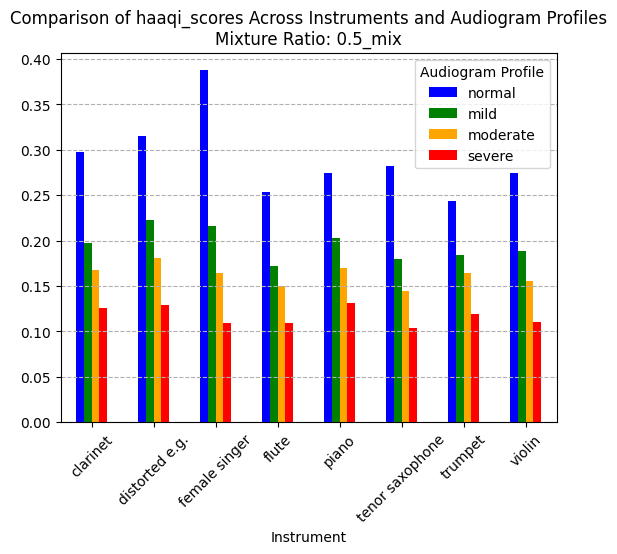 Comparison of haaqi_scores Across Instruments and Audiogram Profiles
Mixture Ratio: 0.5_mix
Audiogram Profile
normal
mild
moderate
severe
0.40
0.35
0.30
0.25
0.20
0.15
0.10
0.05
0.00
clarinet
distorted e.g.
female singer
flute
piano
tenor saxophone
trumpet
violin
Instrument